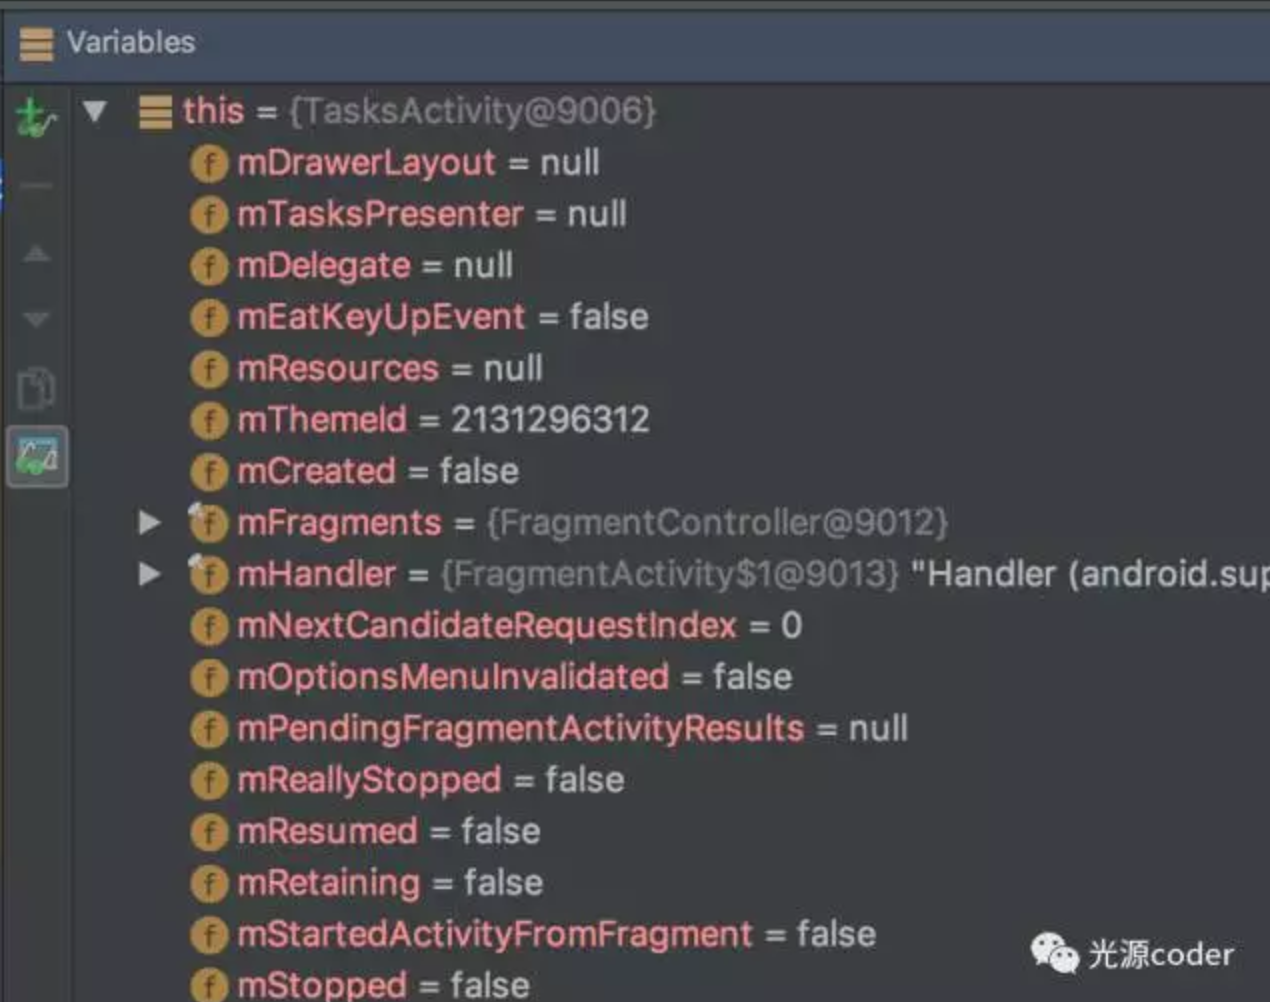 Variables
this = {TasksActivity@9006}
f mDrawerLayout = null
f mTasksPresenter = null
f mDelegate = null
f mEatKeyUpEvent = false
f mResources = null
f mThemeId = 2131296312
f mCreated = false
f mFragments = {FragmentController@9012}
f mHandler = {FragmentActivity$1@9013} "Handler (android.sup
f mNextCandidateRequestIndex = 0
f mOptionsMenuInvalidated = false
f mPendingFragmentActivityResults = null
f mReallyStopped = false
f mResumed = false
f mRetaining = false
f mStartedActivityFromFragment = false
f mStopped = false
光源coder